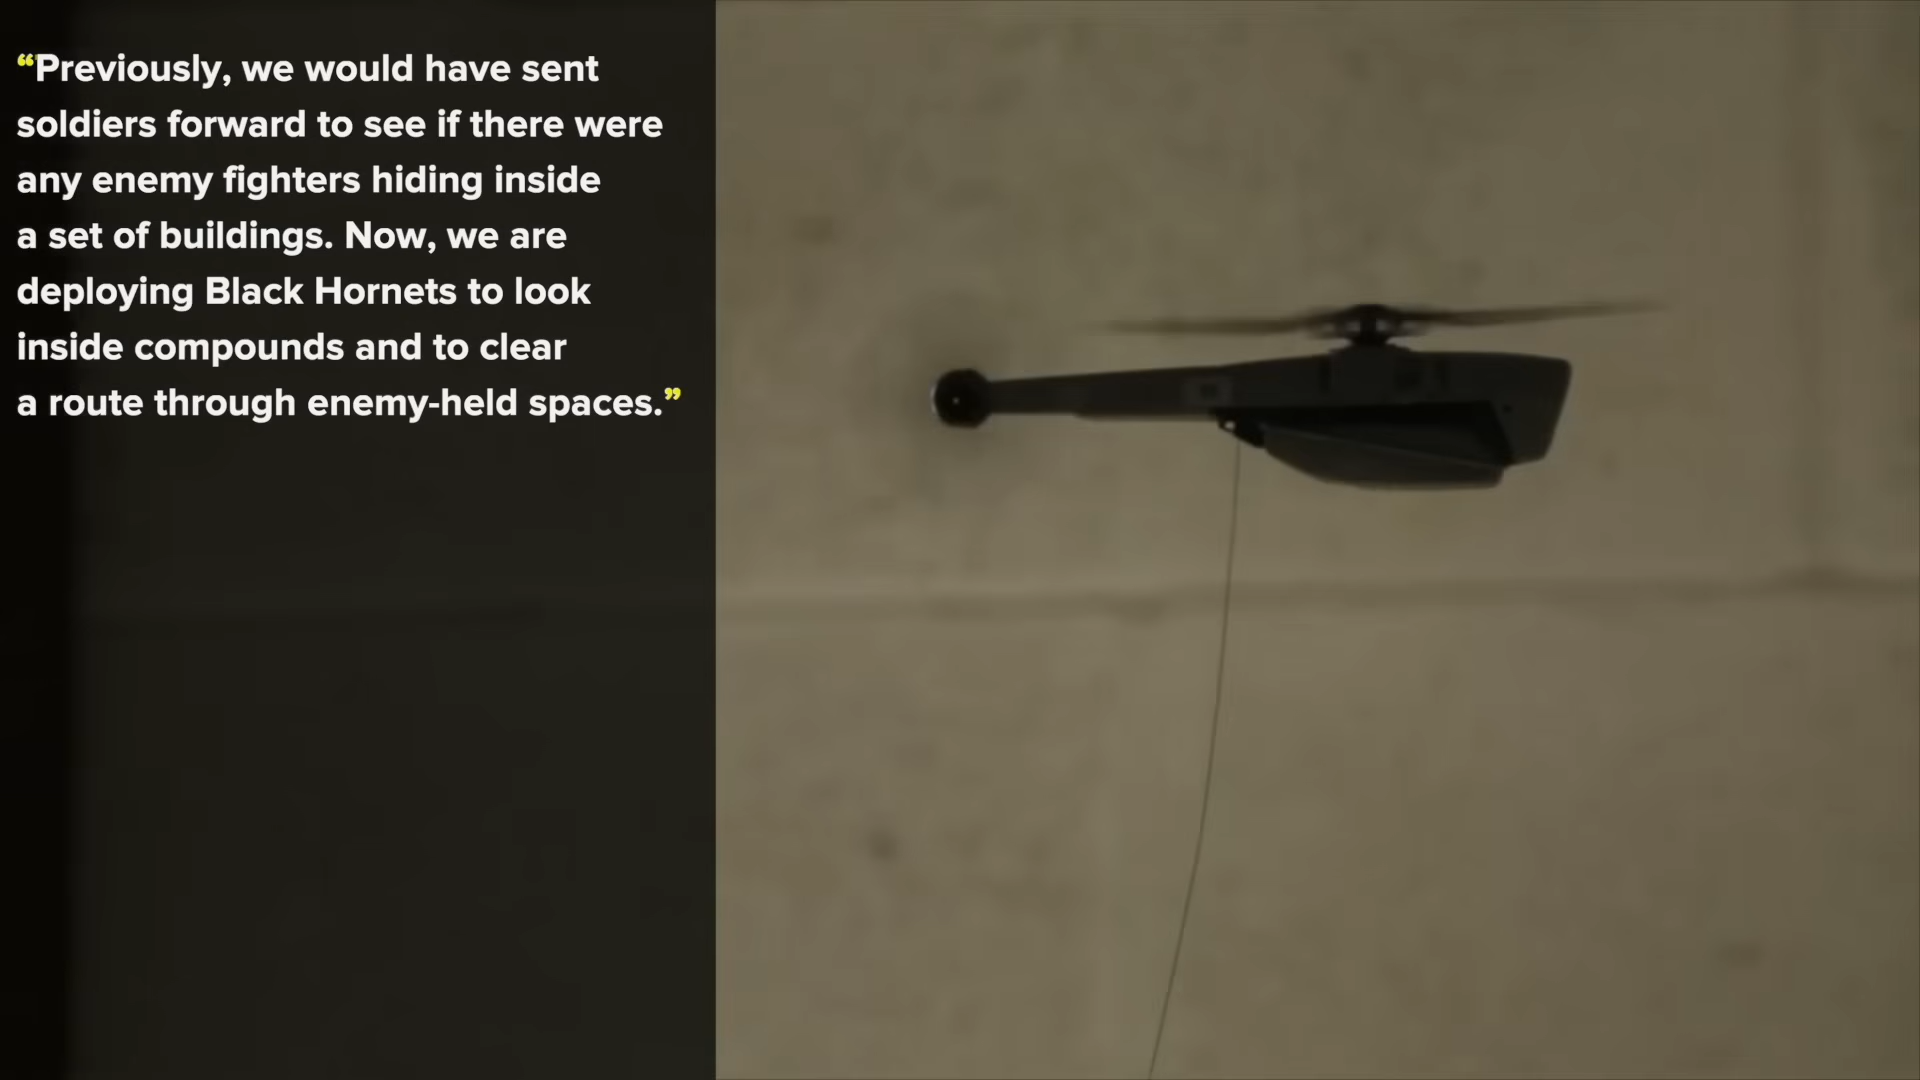 “Previously, we would have sent
soldiers forward to see if there were
any enemy fighters hiding inside
a set of buildings. Now, we are
deploying Black Hornets to look
inside compounds and to clear
a route through enemy-held spaces.”